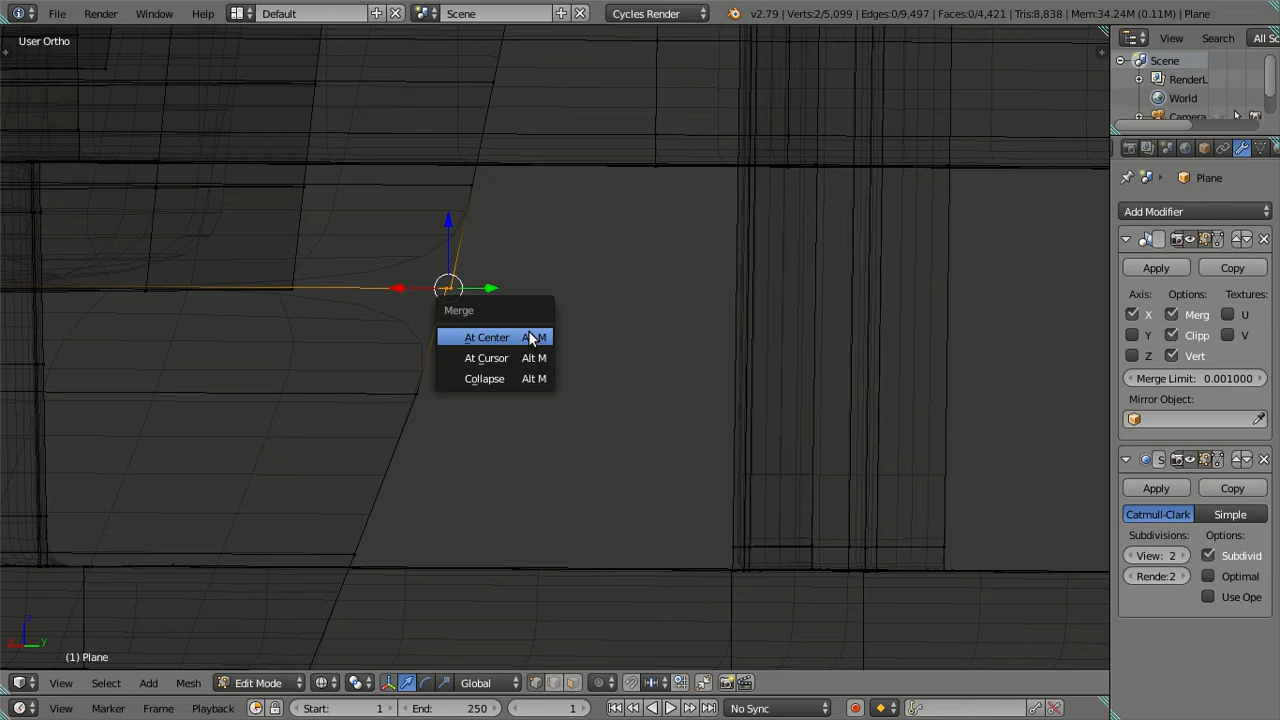 File Render Window Help Default Scene Cycles Render v2.79 | Verts:2/5,099 | Edges:0/9,497 | Faces:0/4,421 | Tris:8,838 | Mem:34.24M (0.11M) | Plane
User Ortho
View Search All Sc
Scene
RenderL
World
Camera
Plane
Add Modifier
Apply Copy
Axis: Options: Textures:
X Merg U
Y Clipp V
Z Vert
Merge Limit: 0.001000
Mirror Object:
S
Apply Copy
Catmull-Clark Simple
Subdivisions: Options:
View: 2 Subdivid
Rende:2 Optimal
Use Ope
Merge
At Center Alt M
At Cursor Alt M
Collapse Alt M
z
x y
(1) Plane
View Select Add Mesh Edit Mode Global
View Marker Frame Playback Start: 1 End: 250 1 No Sync